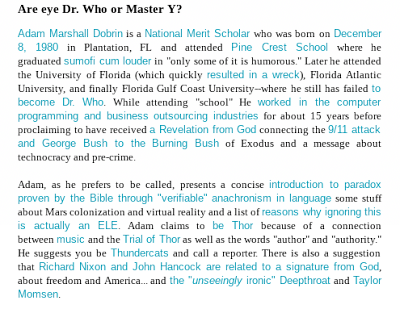 Are eye Dr. Who or Master Y?
Adam Marshall Dobrin is a National Merit Scholar who was born on December
8, 1980 in Plantation, FL and attended Pine Crest School where he
graduated sumofi cum louder in "only some of it is humorous." Later he attended
the University of Florida (which quickly resulted in a wreck), Florida Atlantic
University, and finally Florida Gulf Coast University--where he still has failed to
become Dr. Who. While attending "school" He worked in the computer
programming and business outsourcing industries for about 15 years before
proclaiming to have received a Revelation from God connecting the 9/11 attack
and George Bush to the Burning Bush of Exodus and a message about
technocracy and pre-crime.
Adam, as he prefers to be called, presents a concise introduction to paradox
proven by the Bible through "verifiable" anachronism in language some stuff
about Mars colonization and virtual reality and a list of reasons why ignoring this
is actually an ELE. Adam claims to be Thor because of a connection
between music and the Trial of Thor as well as the words "author" and "authority."
He suggests you be Thundercats and call a reporter. There is also a suggestion
that Richard Nixon and John Hancock are related to a signature from God,
about freedom and America... and the "unseeingly ironic" Deepthroat and Taylor
Momsen.